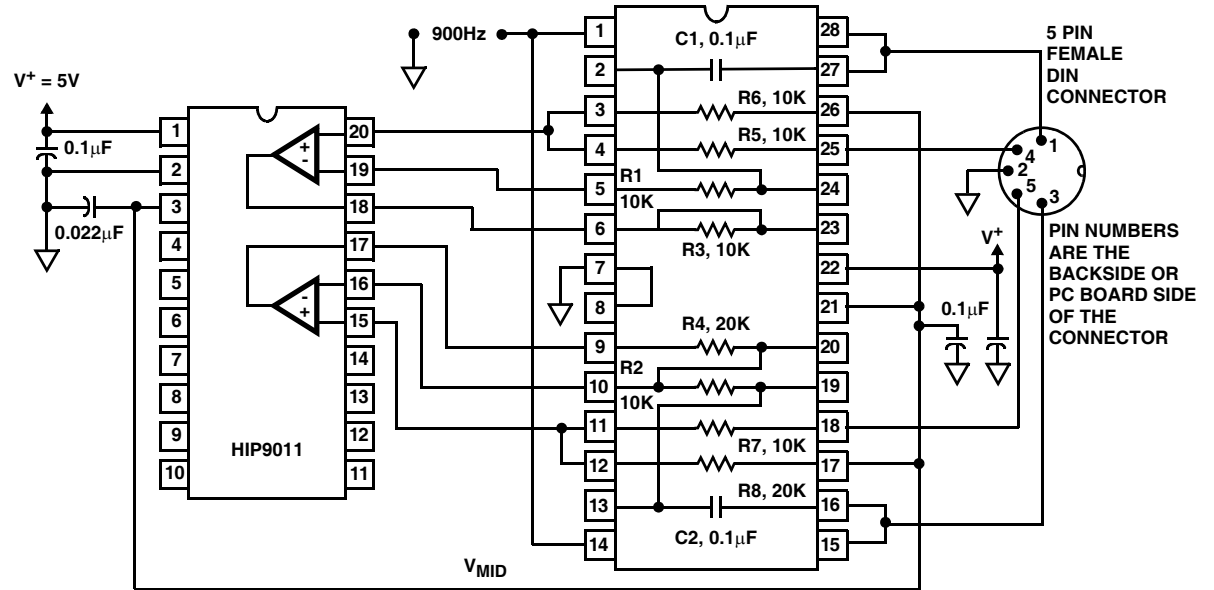 900Hz
V+ = 5V
0.1μF
0.022μF
1
2
3
4
5
6
7
8
9
10
20
19
18
17
16
15
14
13
12
11
+
-
-
+
HIP9011
VMID
1
2
3
4
5
6
7
8
9
10
11
12
13
14
28
27
26
25
24
23
22
21
20
19
18
17
16
15
C1, 0.1μF
R6, 10K
R5, 10K
R1
10K
R3, 10K
R4, 20K
R2
10K
R7, 10K
R8, 20K
C2, 0.1μF
5 PIN
FEMALE
DIN
CONNECTOR
1
4
2
5
3
V+
0.1μF
PIN NUMBERS
ARE THE
BACKSIDE OR
PC BOARD SIDE
OF THE
CONNECTOR